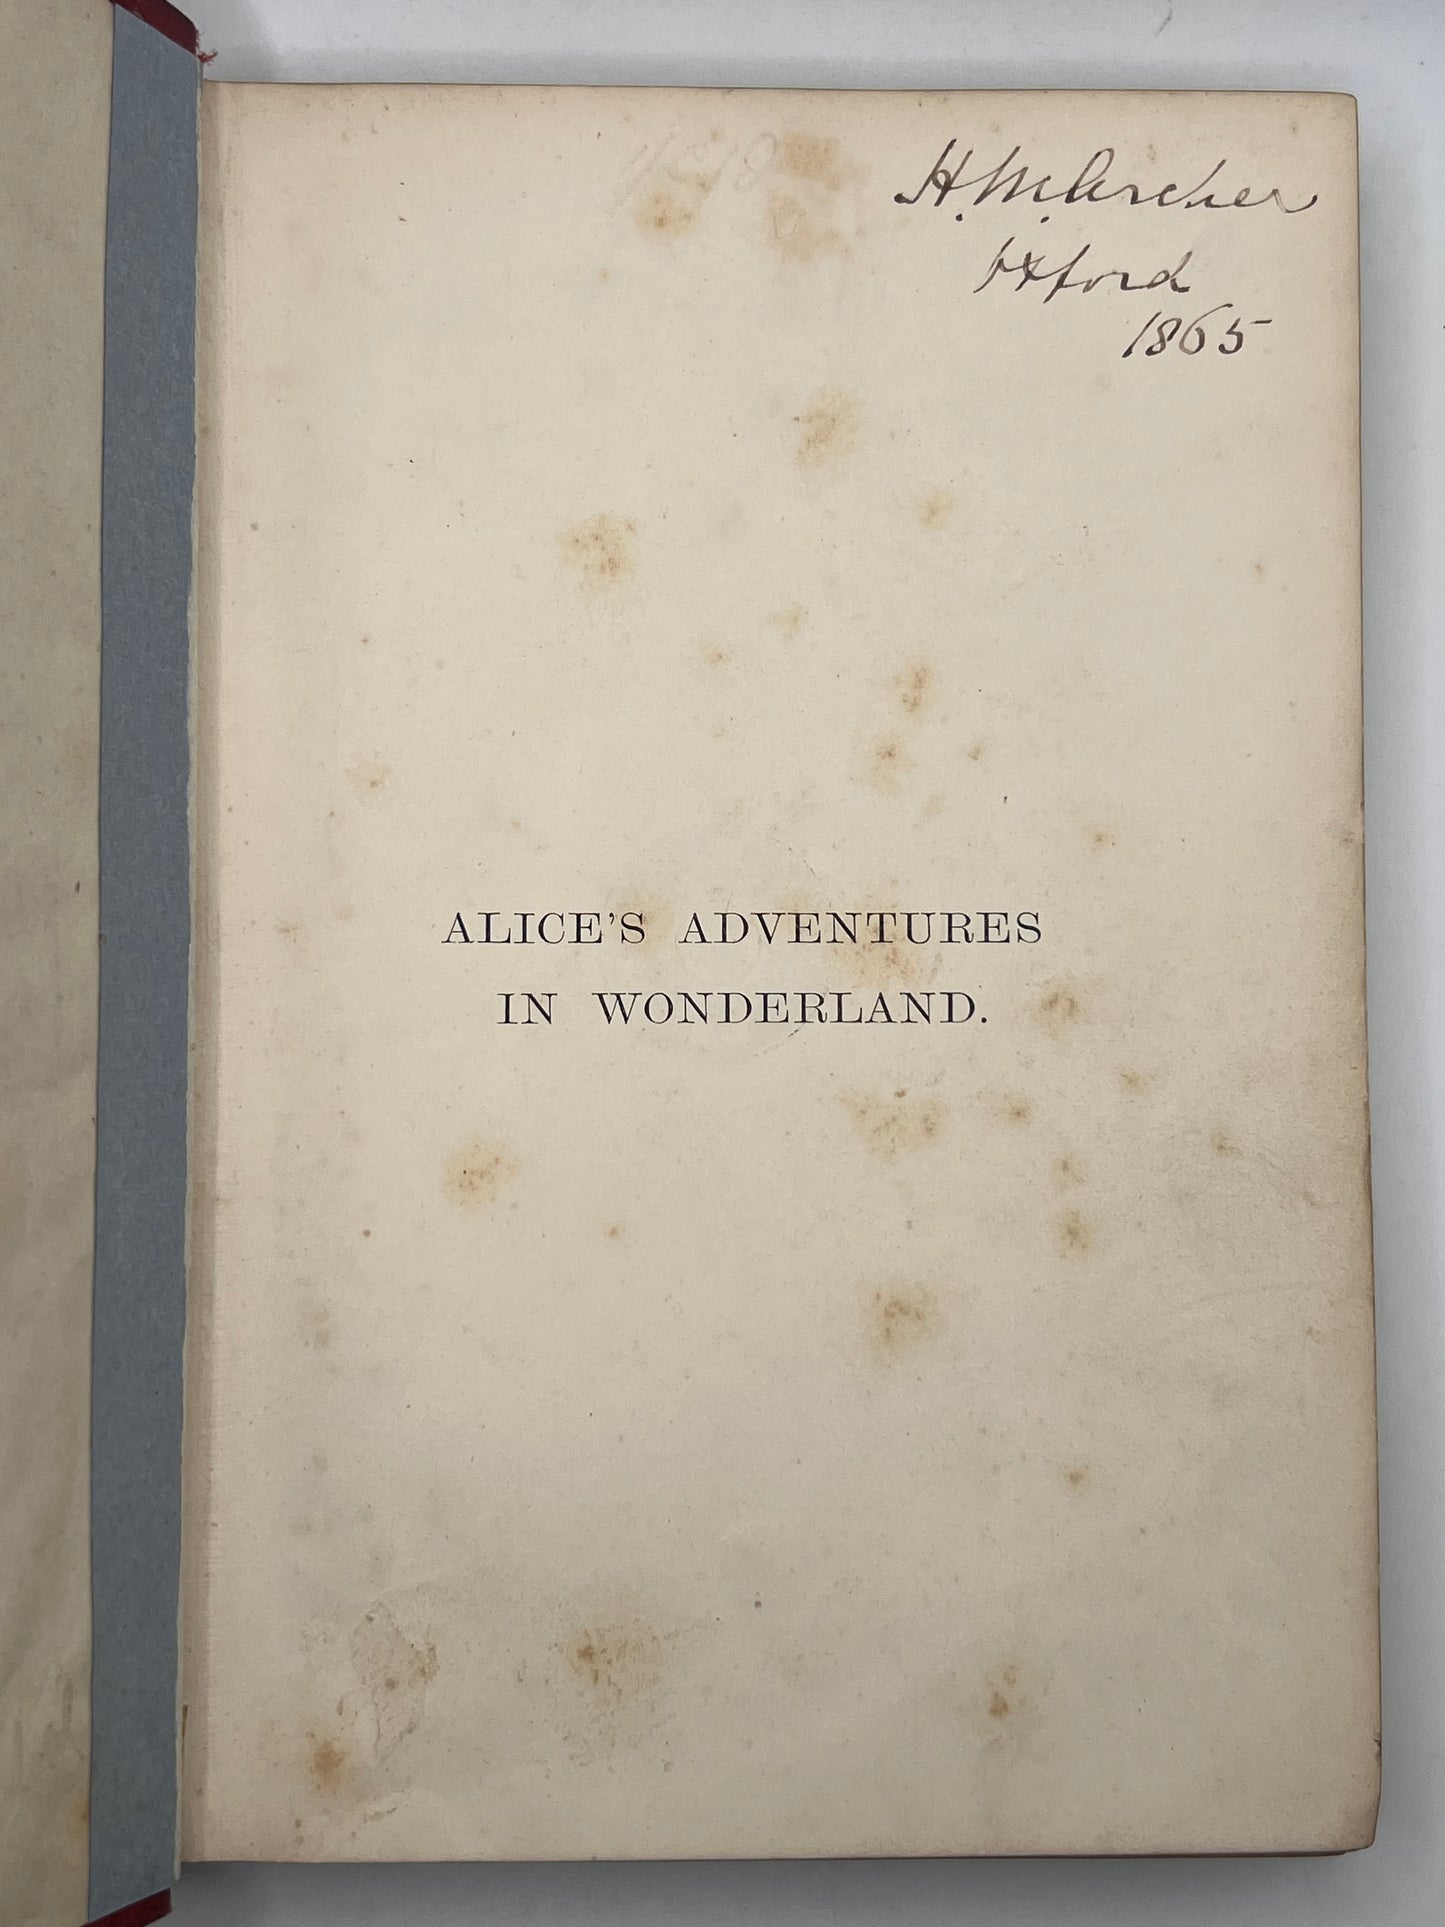 H. M. Archer
Oxford
1865
ALICE'S ADVENTURES
IN WONDERLAND.